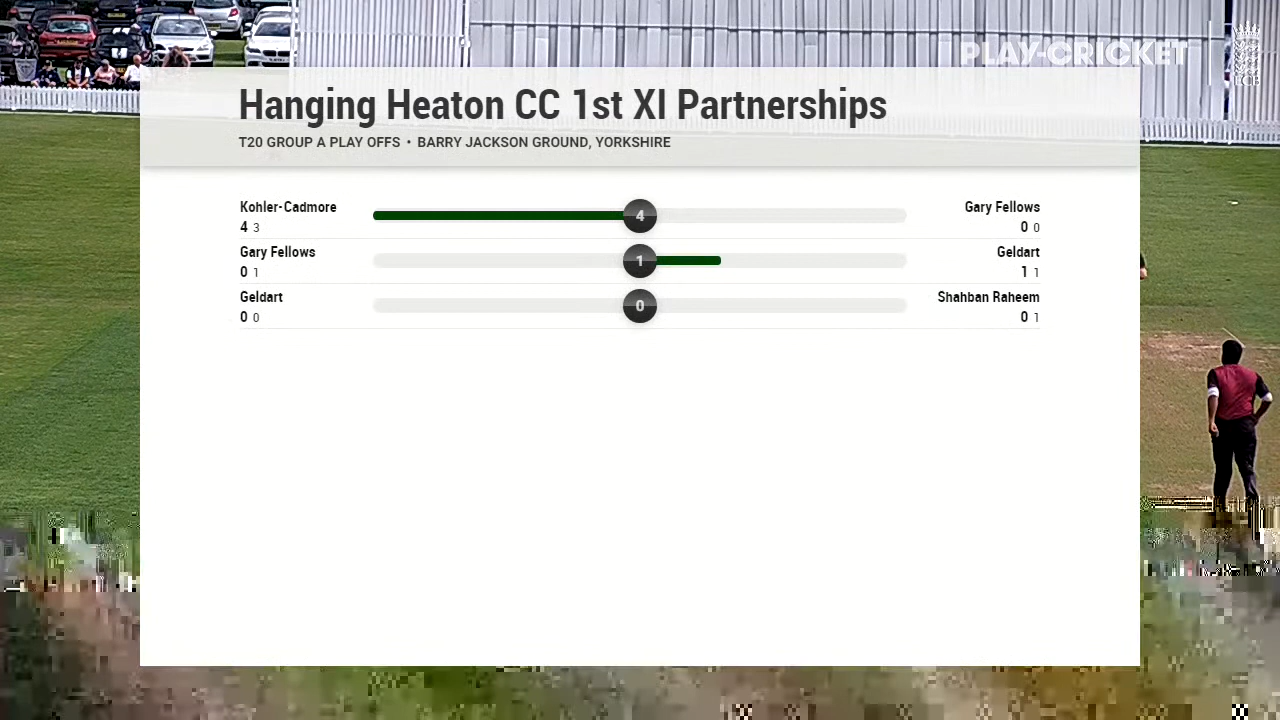 PLAY-CRICKET
ECB
Hanging Heaton CC 1st XI Partnerships
T20 GROUP A PLAY OFFS • BARRY JACKSON GROUND, YORKSHIRE
Kohler-Cadmore
4 3
4
Gary Fellows
0 0
Gary Fellows
0 1
1
Geldart
1 1
Geldart
0 0
0
Shahban Raheem
0 1